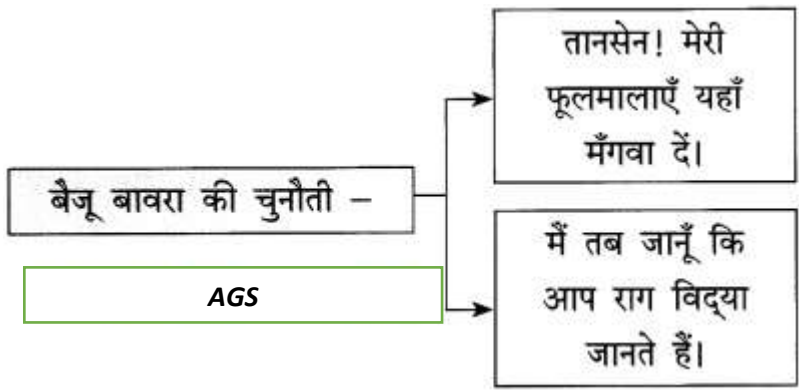 तानसेन! मेरी
फूलमालाएँ यहाँ
मँगवा दें।
बैजू बावरा की चुनौती –
AGS
मैं तब जानूँ कि
आप राग विद्‌या
जानते हैं।